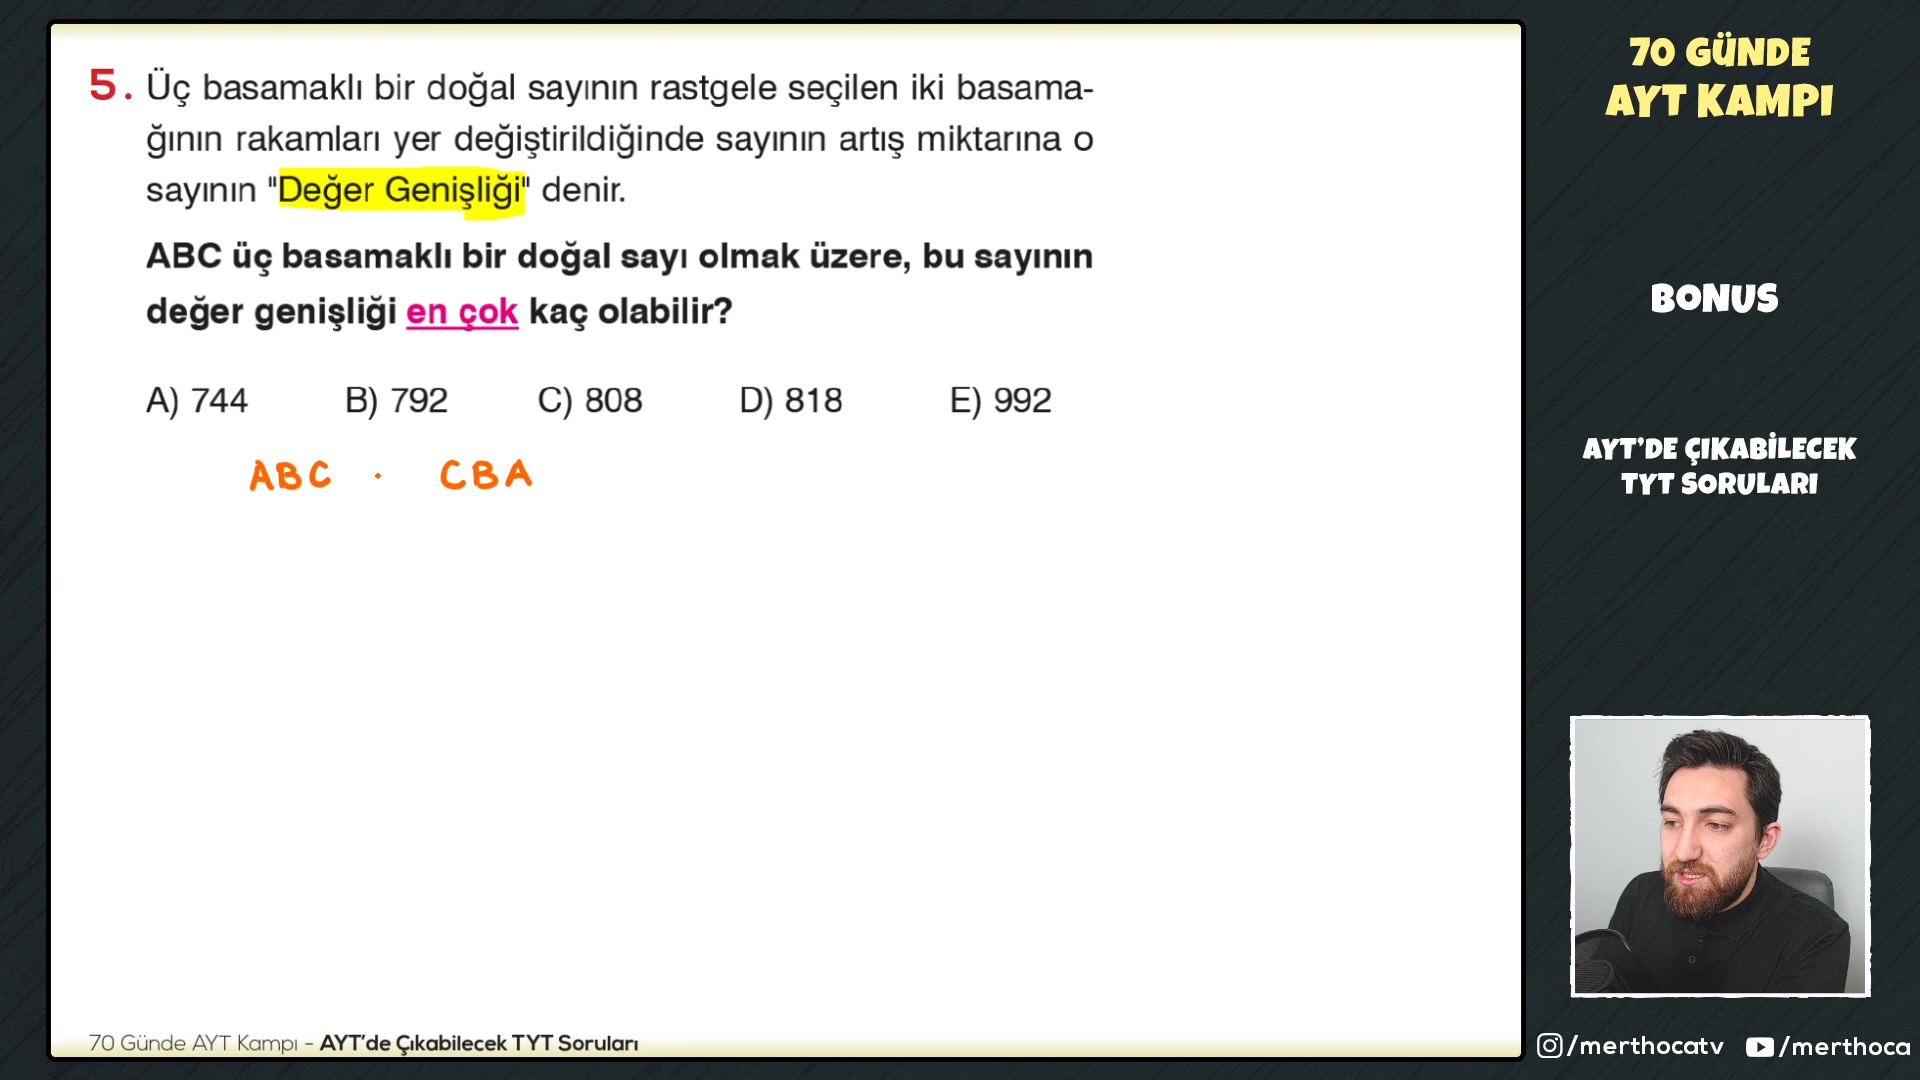 5. Üç basamaklı bir doğal sayının rastgele seçilen iki basama-
ğının rakamları yer değiştirildiğinde sayının artış miktarına o
sayının "Değer Genişliği" denir.
ABC üç basamaklı bir doğal sayı olmak üzere, bu sayının
değer genişliği en çok kaç olabilir?
A) 744 B) 792 C) 808 D) 818 E) 992
ABC · CBA
70 Günde AYT Kampı - AYT'de Çıkabilecek TYT Soruları
70 GÜNDE
AYT KAMPI
BONUS
AYT'DE ÇIKABİLECEK
TYT SORULARI
/merthocatv /merthoca